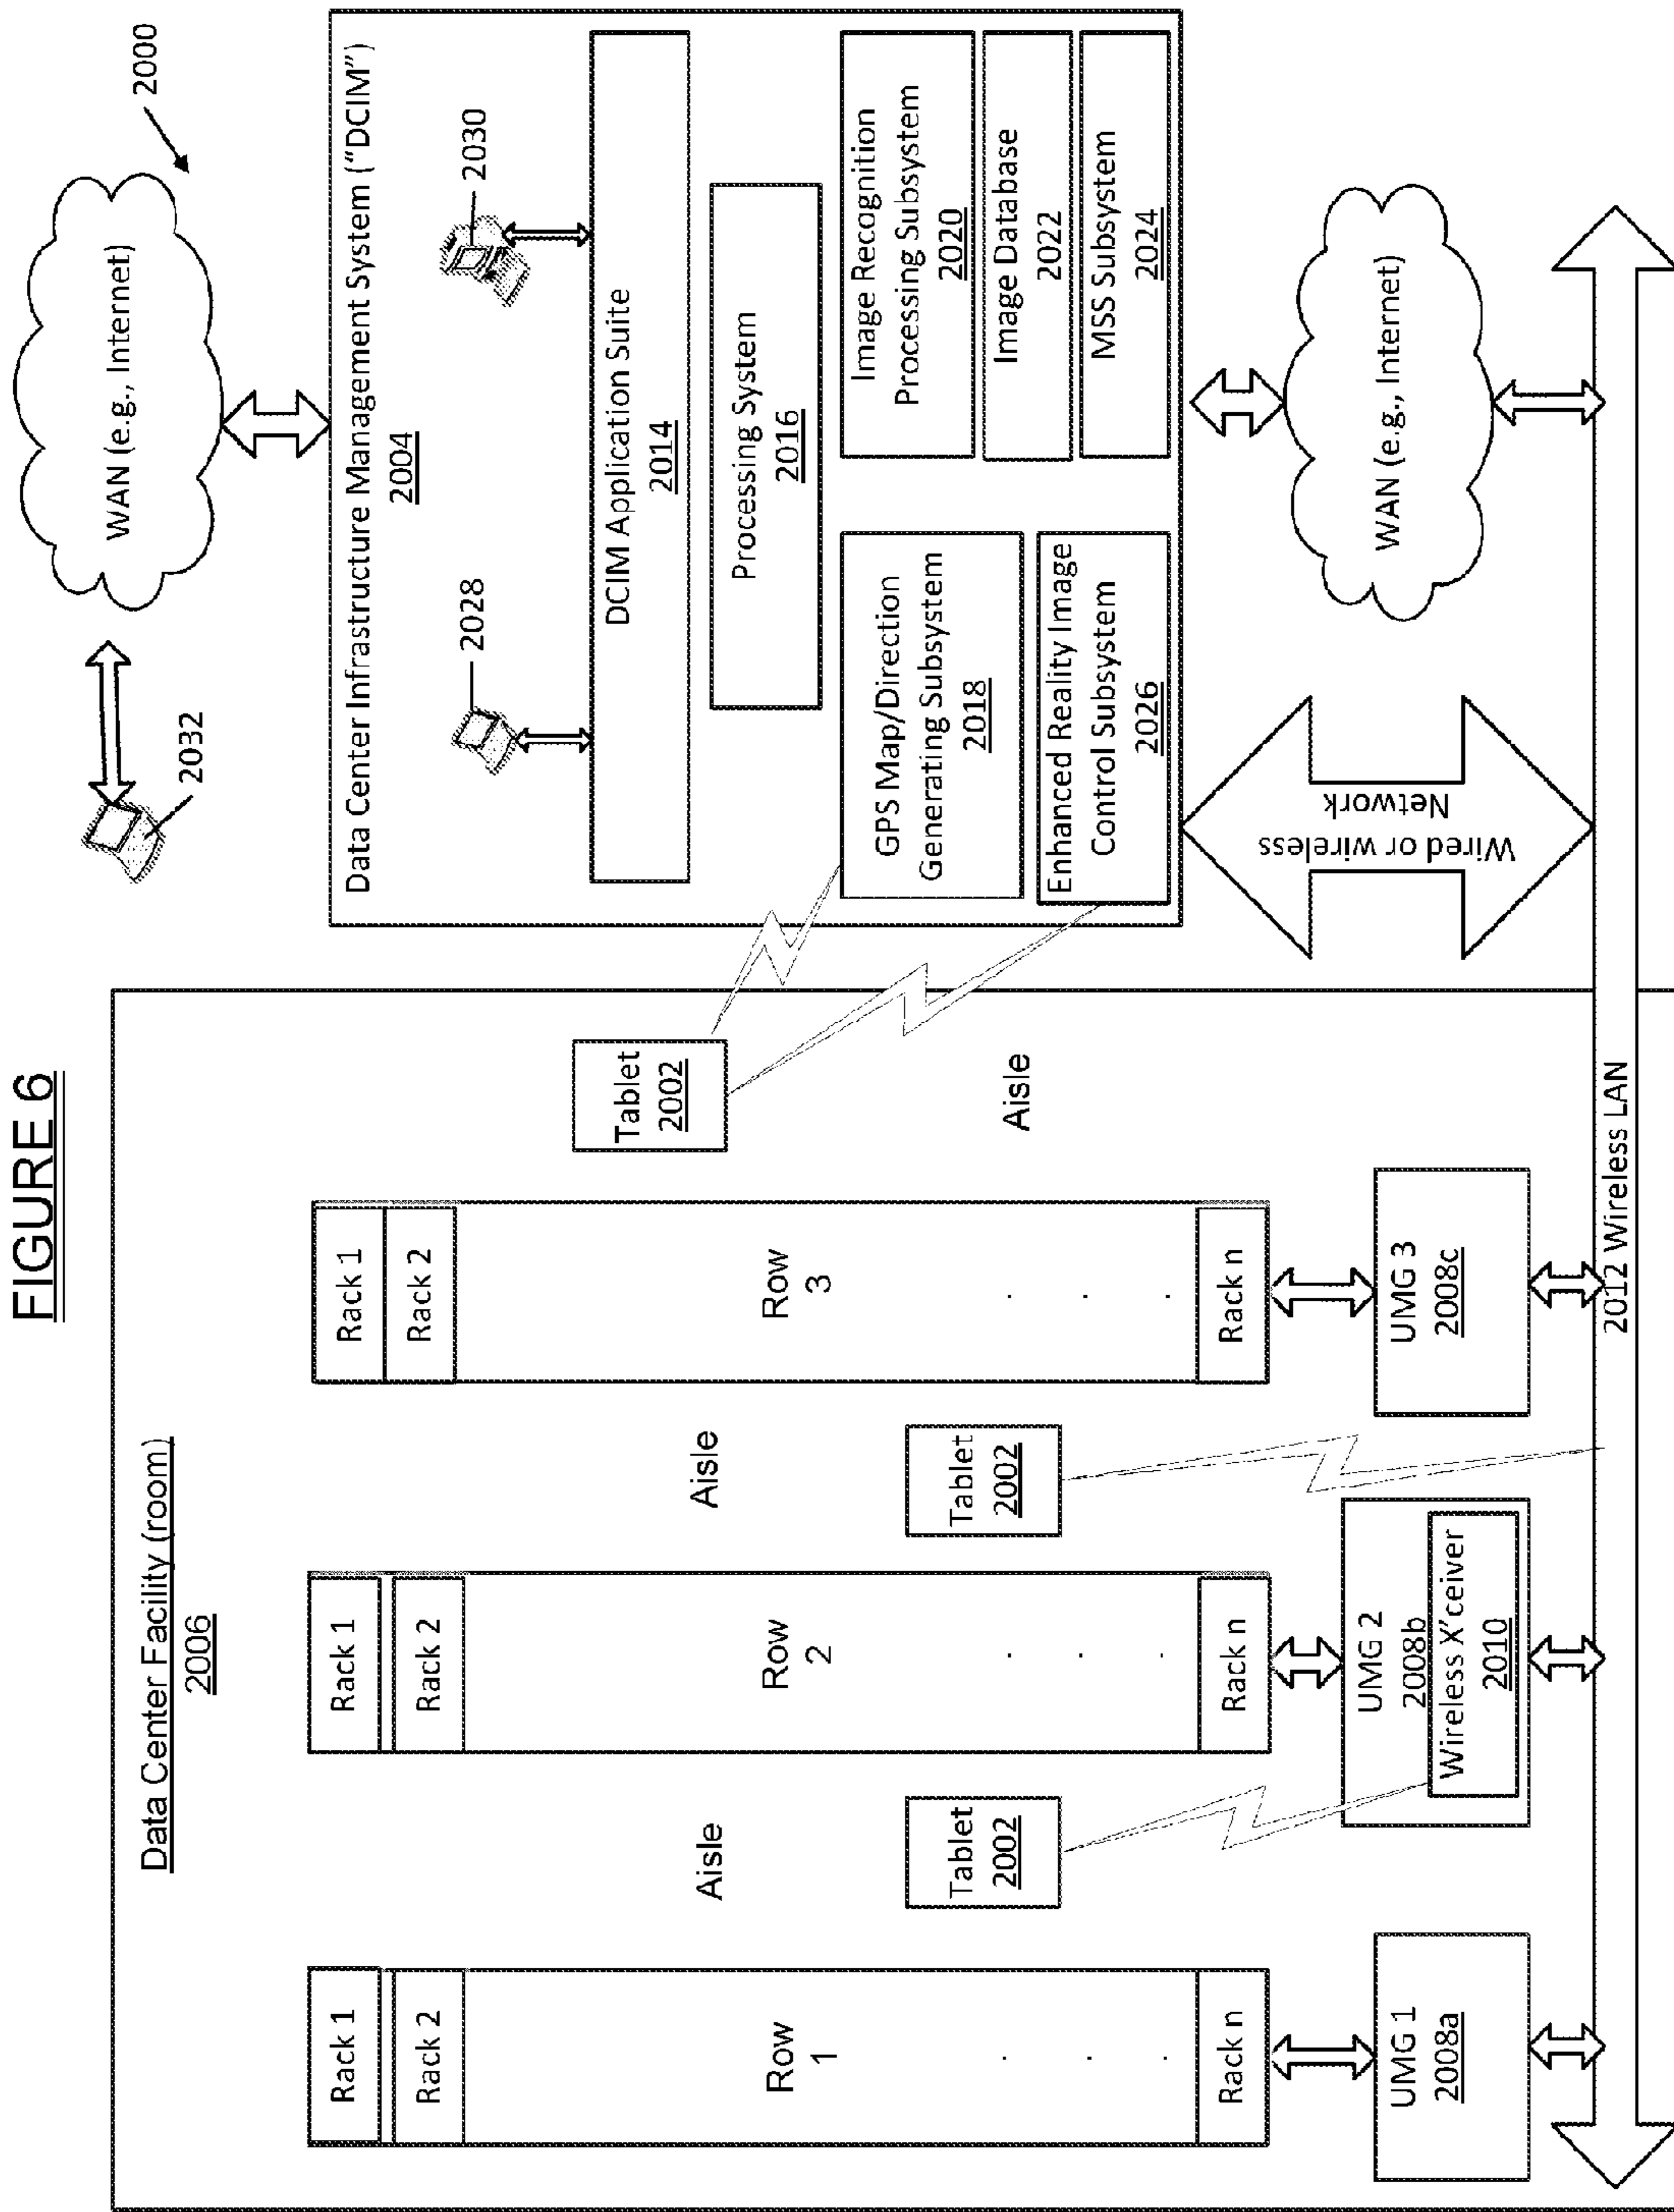 FIGURE 6
Data Center Facility (room)
2006
Rack 1
Rack 2
Row
1
Rack n
UMG 1
2008a
Aisle
Tablet
2002
Rack 1
Rack 2
Row
2
Rack n
UMG 2
2008b
Wireless X'ceiver
2010
Aisle
Tablet
2002
Rack 1
Rack 2
Row
3
Rack n
UMG 3
2008c
Tablet
2002
Aisle
2012 Wireless LAN
2032
WAN (e.g., Internet)
2000
Data Center Infrastructure Management System ("DCIM")
2004
2028
2030
DCIM Application Suite
2014
Processing System
2016
GPS Map/Direction
Generating Subsystem
2018
Enhanced Reality Image
Control Subsystem
2026
Image Recognition
Processing Subsystem
2020
Image Database
2022
MSS Subsystem
2024
Wired or wireless
Network
WAN (e.g., Internet)